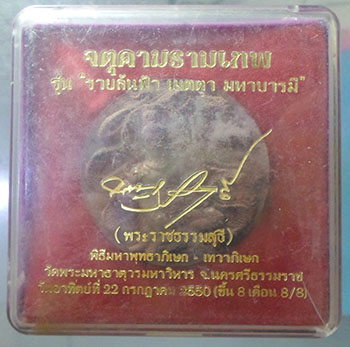 จตุคามรามเทพ
รุ่น "รวยล้นฟ้า เมตตา มหาบารมี"
(พระราชธรรมสุธี)
พิธีมหาพุทธาภิเษก - เทวาภิเษก
วัดพระมหาธาตุวรมหาวิหาร จ.นครศรีธรรมราช
วันอาทิตย์ที่ 22 กรกฎาคม 2550 (ขึ้น 8 เดือน 8/8)